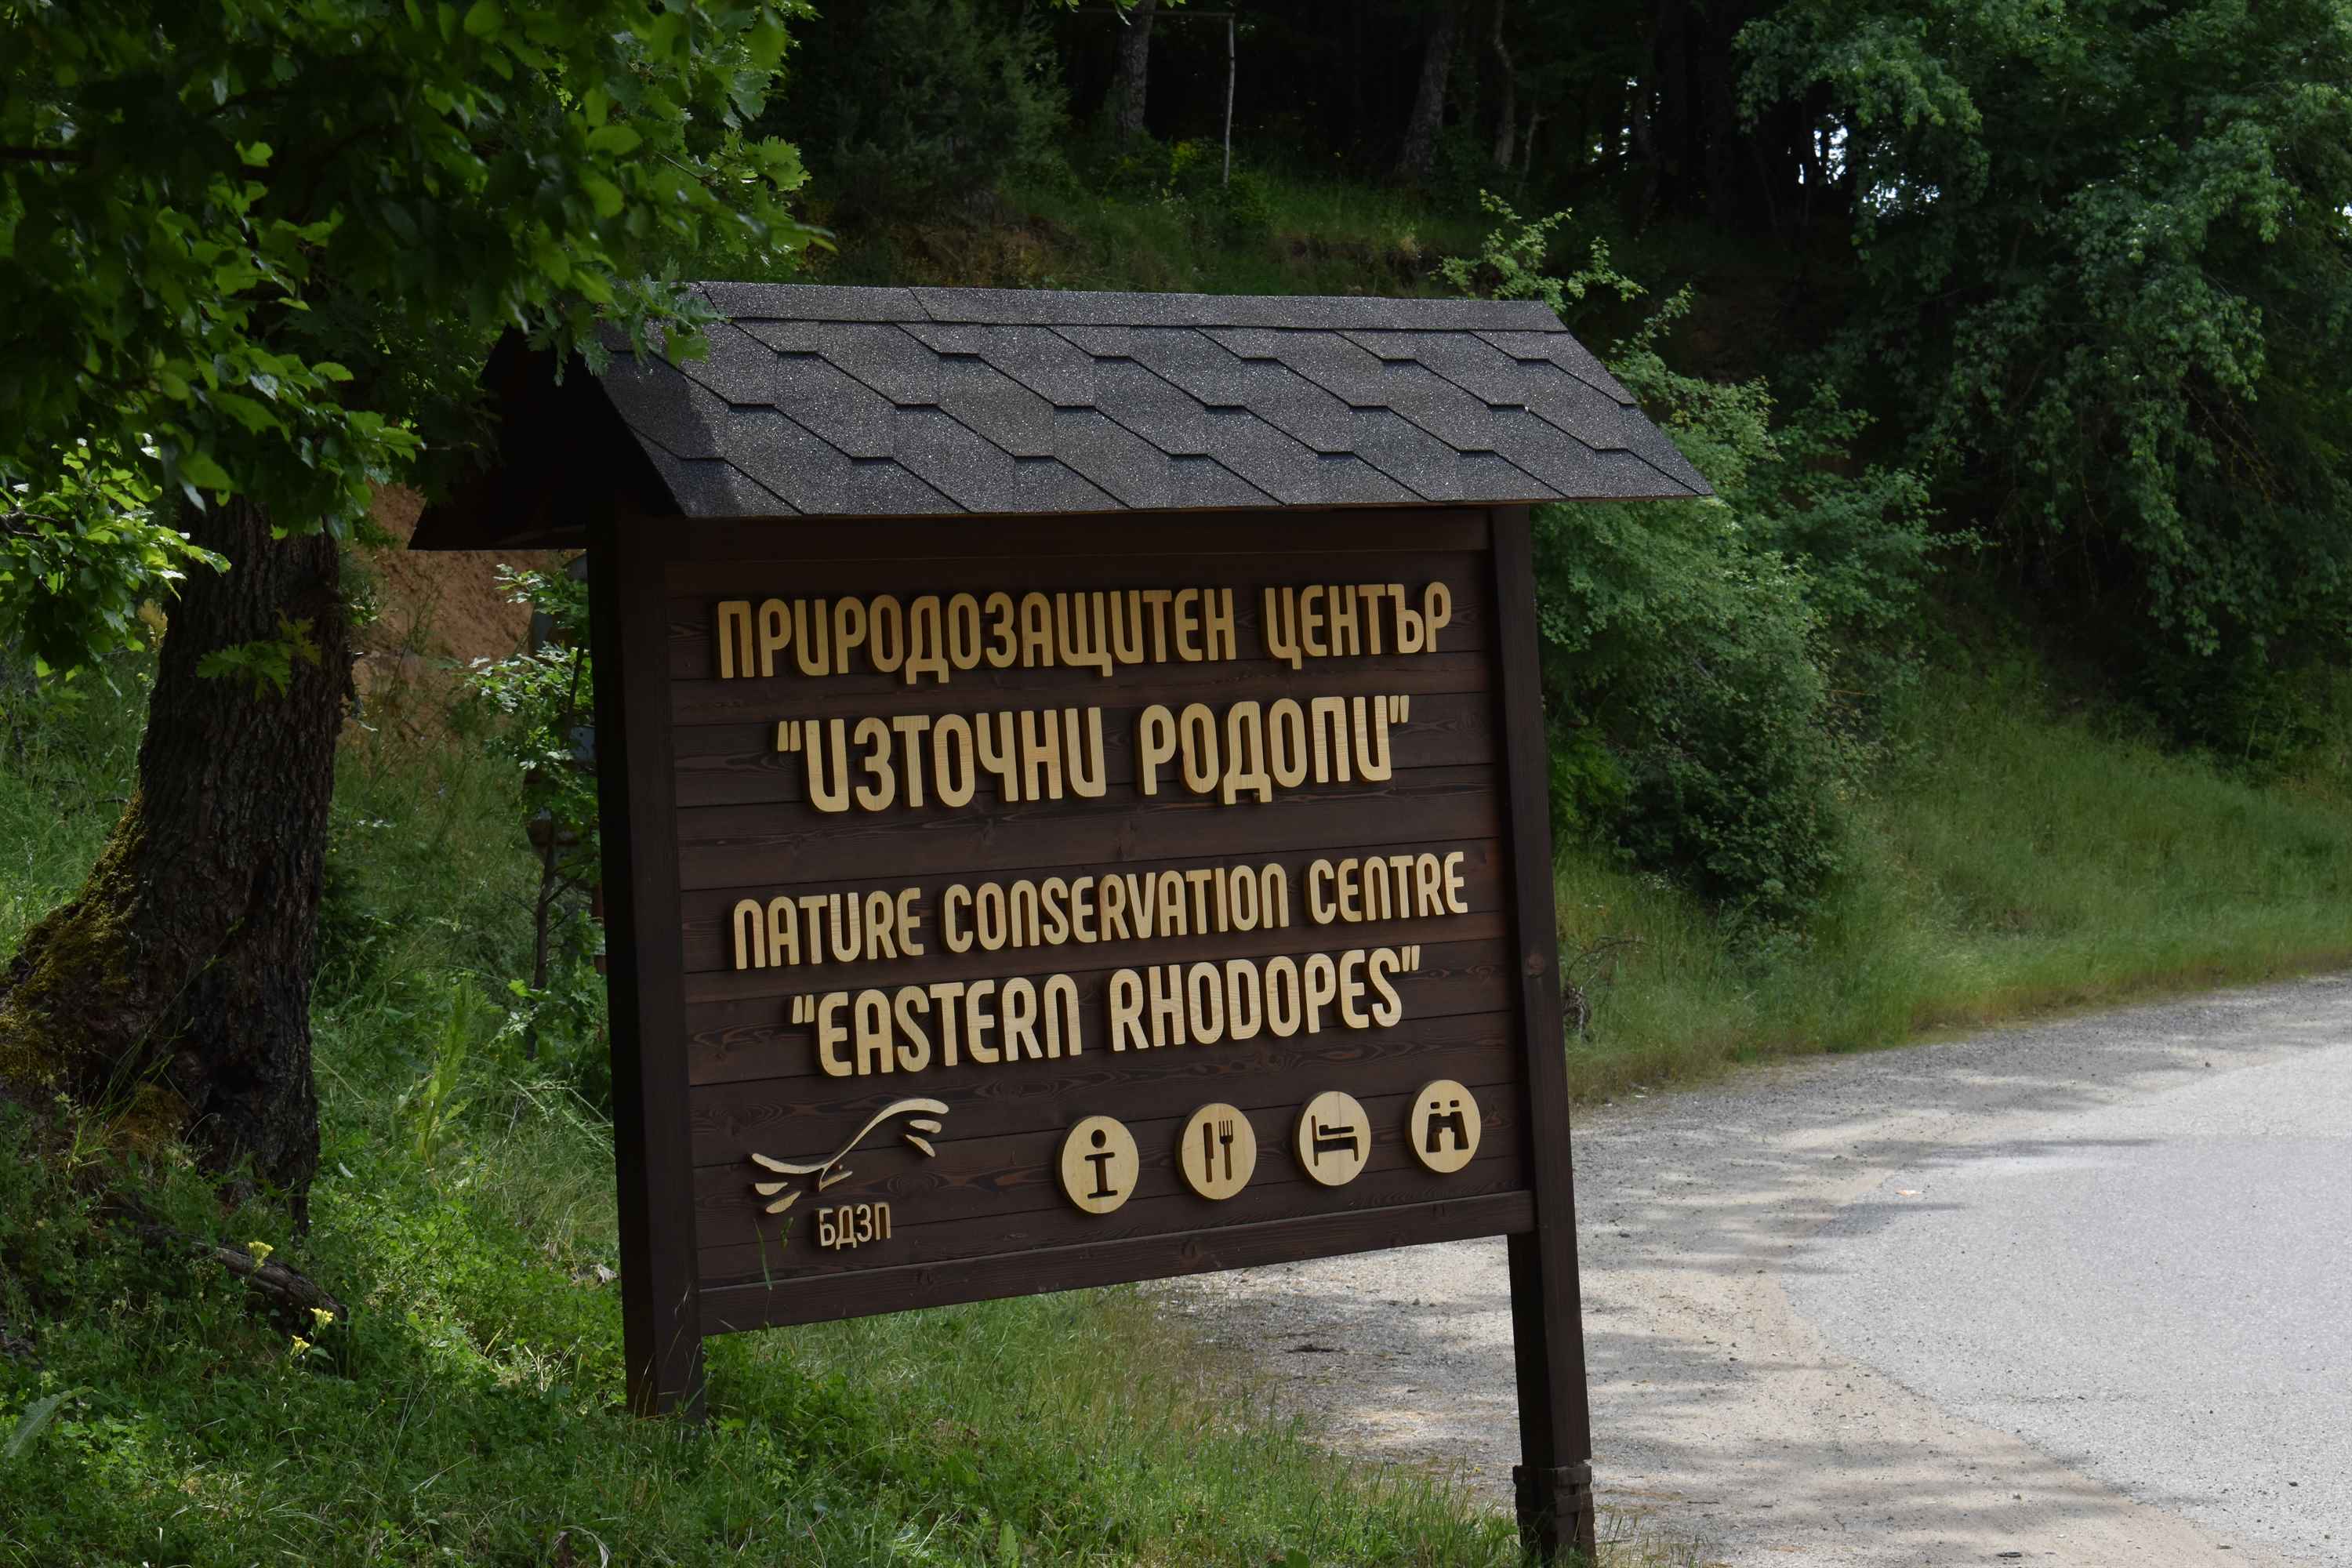 ПРИРОДОЗАЩИТЕН ЦЕНТЪР
"ИЗТОЧНИ РОДОПИ"
NATURE CONSERVATION CENTRE
"EASTERN RHODOPES"
БДЗП